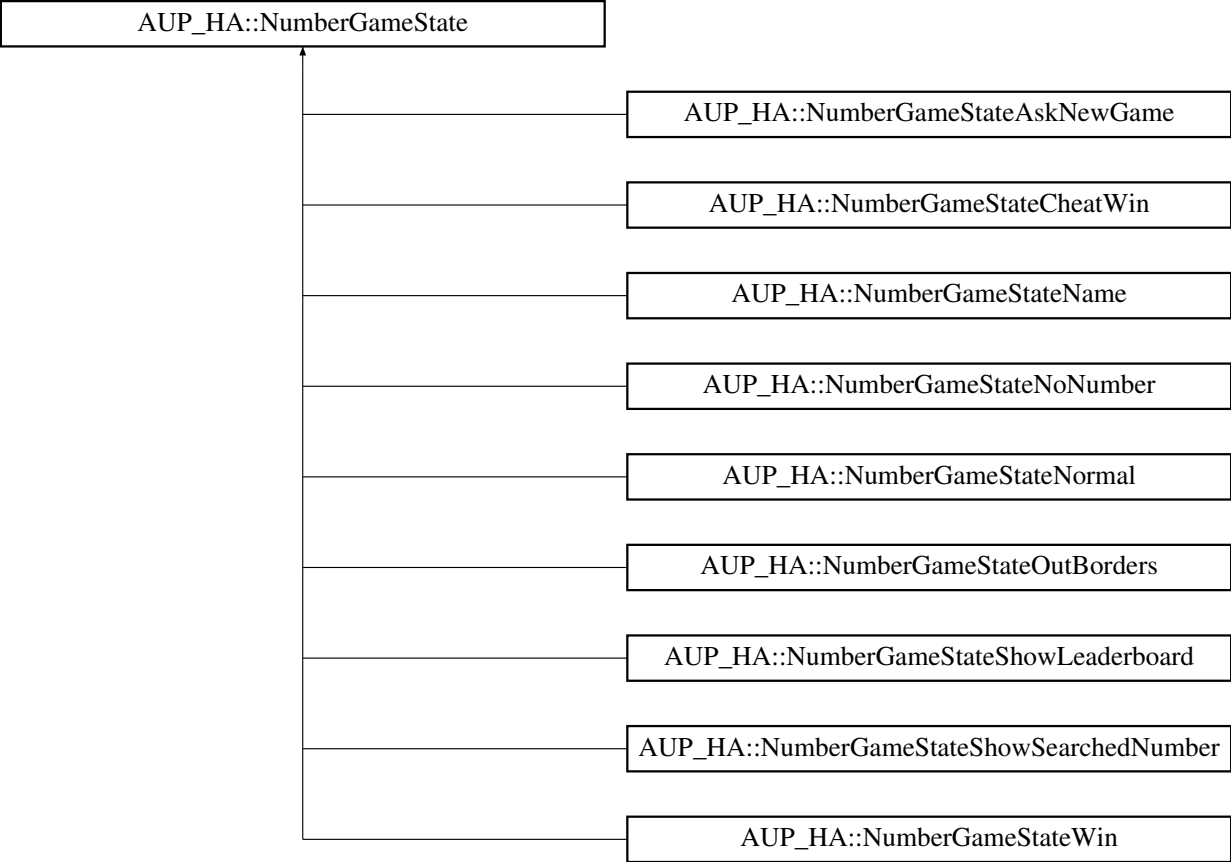 AUP_HA::NumberGameState
AUP_HA::NumberGameStateAskNewGame
AUP_HA::NumberGameStateCheatWin
AUP_HA::NumberGameStateName
AUP_HA::NumberGameStateNoNumber
AUP_HA::NumberGameStateNormal
AUP_HA::NumberGameStateOutBorders
AUP_HA::NumberGameStateShowLeaderboard
AUP_HA::NumberGameStateShowSearchedNumber
AUP_HA::NumberGameStateWin